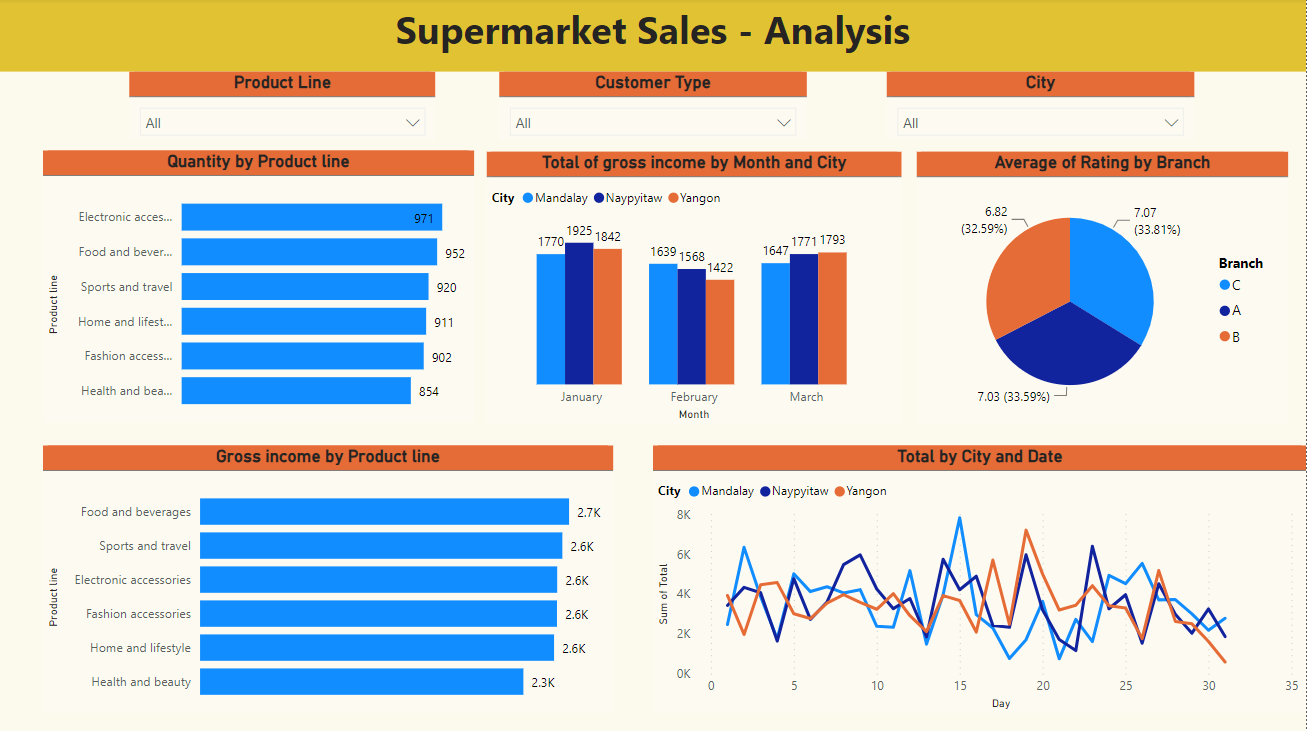 Supermarket Sales - Analysis
Product Line
Customer Type
City
All
All
All
Quantity by Product line
Product line
Electronic acces... 971
Food and bever... 952
Sports and travel 920
Home and lifest... 911
Fashion access... 902
Health and bea... 854
Total of gross income by Month and City
City Mandalay Naypyitaw Yangon
1770 1925 1842
1639 1568 1422
1647 1771 1793
January February March
Month
Average of Rating by Branch
6.82
(32.59%)
7.07
(33.81%)
7.03 (33.59%)
Branch
C
A
B
Gross income by Product line
Product line
Food and beverages 2.7K
Sports and travel 2.6K
Electronic accessories 2.6K
Fashion accessories 2.6K
Home and lifestyle 2.6K
Health and beauty 2.3K
Total by City and Date
City Mandalay Naypyitaw Yangon
Sum of Total
8K
6K
4K
2K
0K
0 5 10 15 20 25 30 35
Day